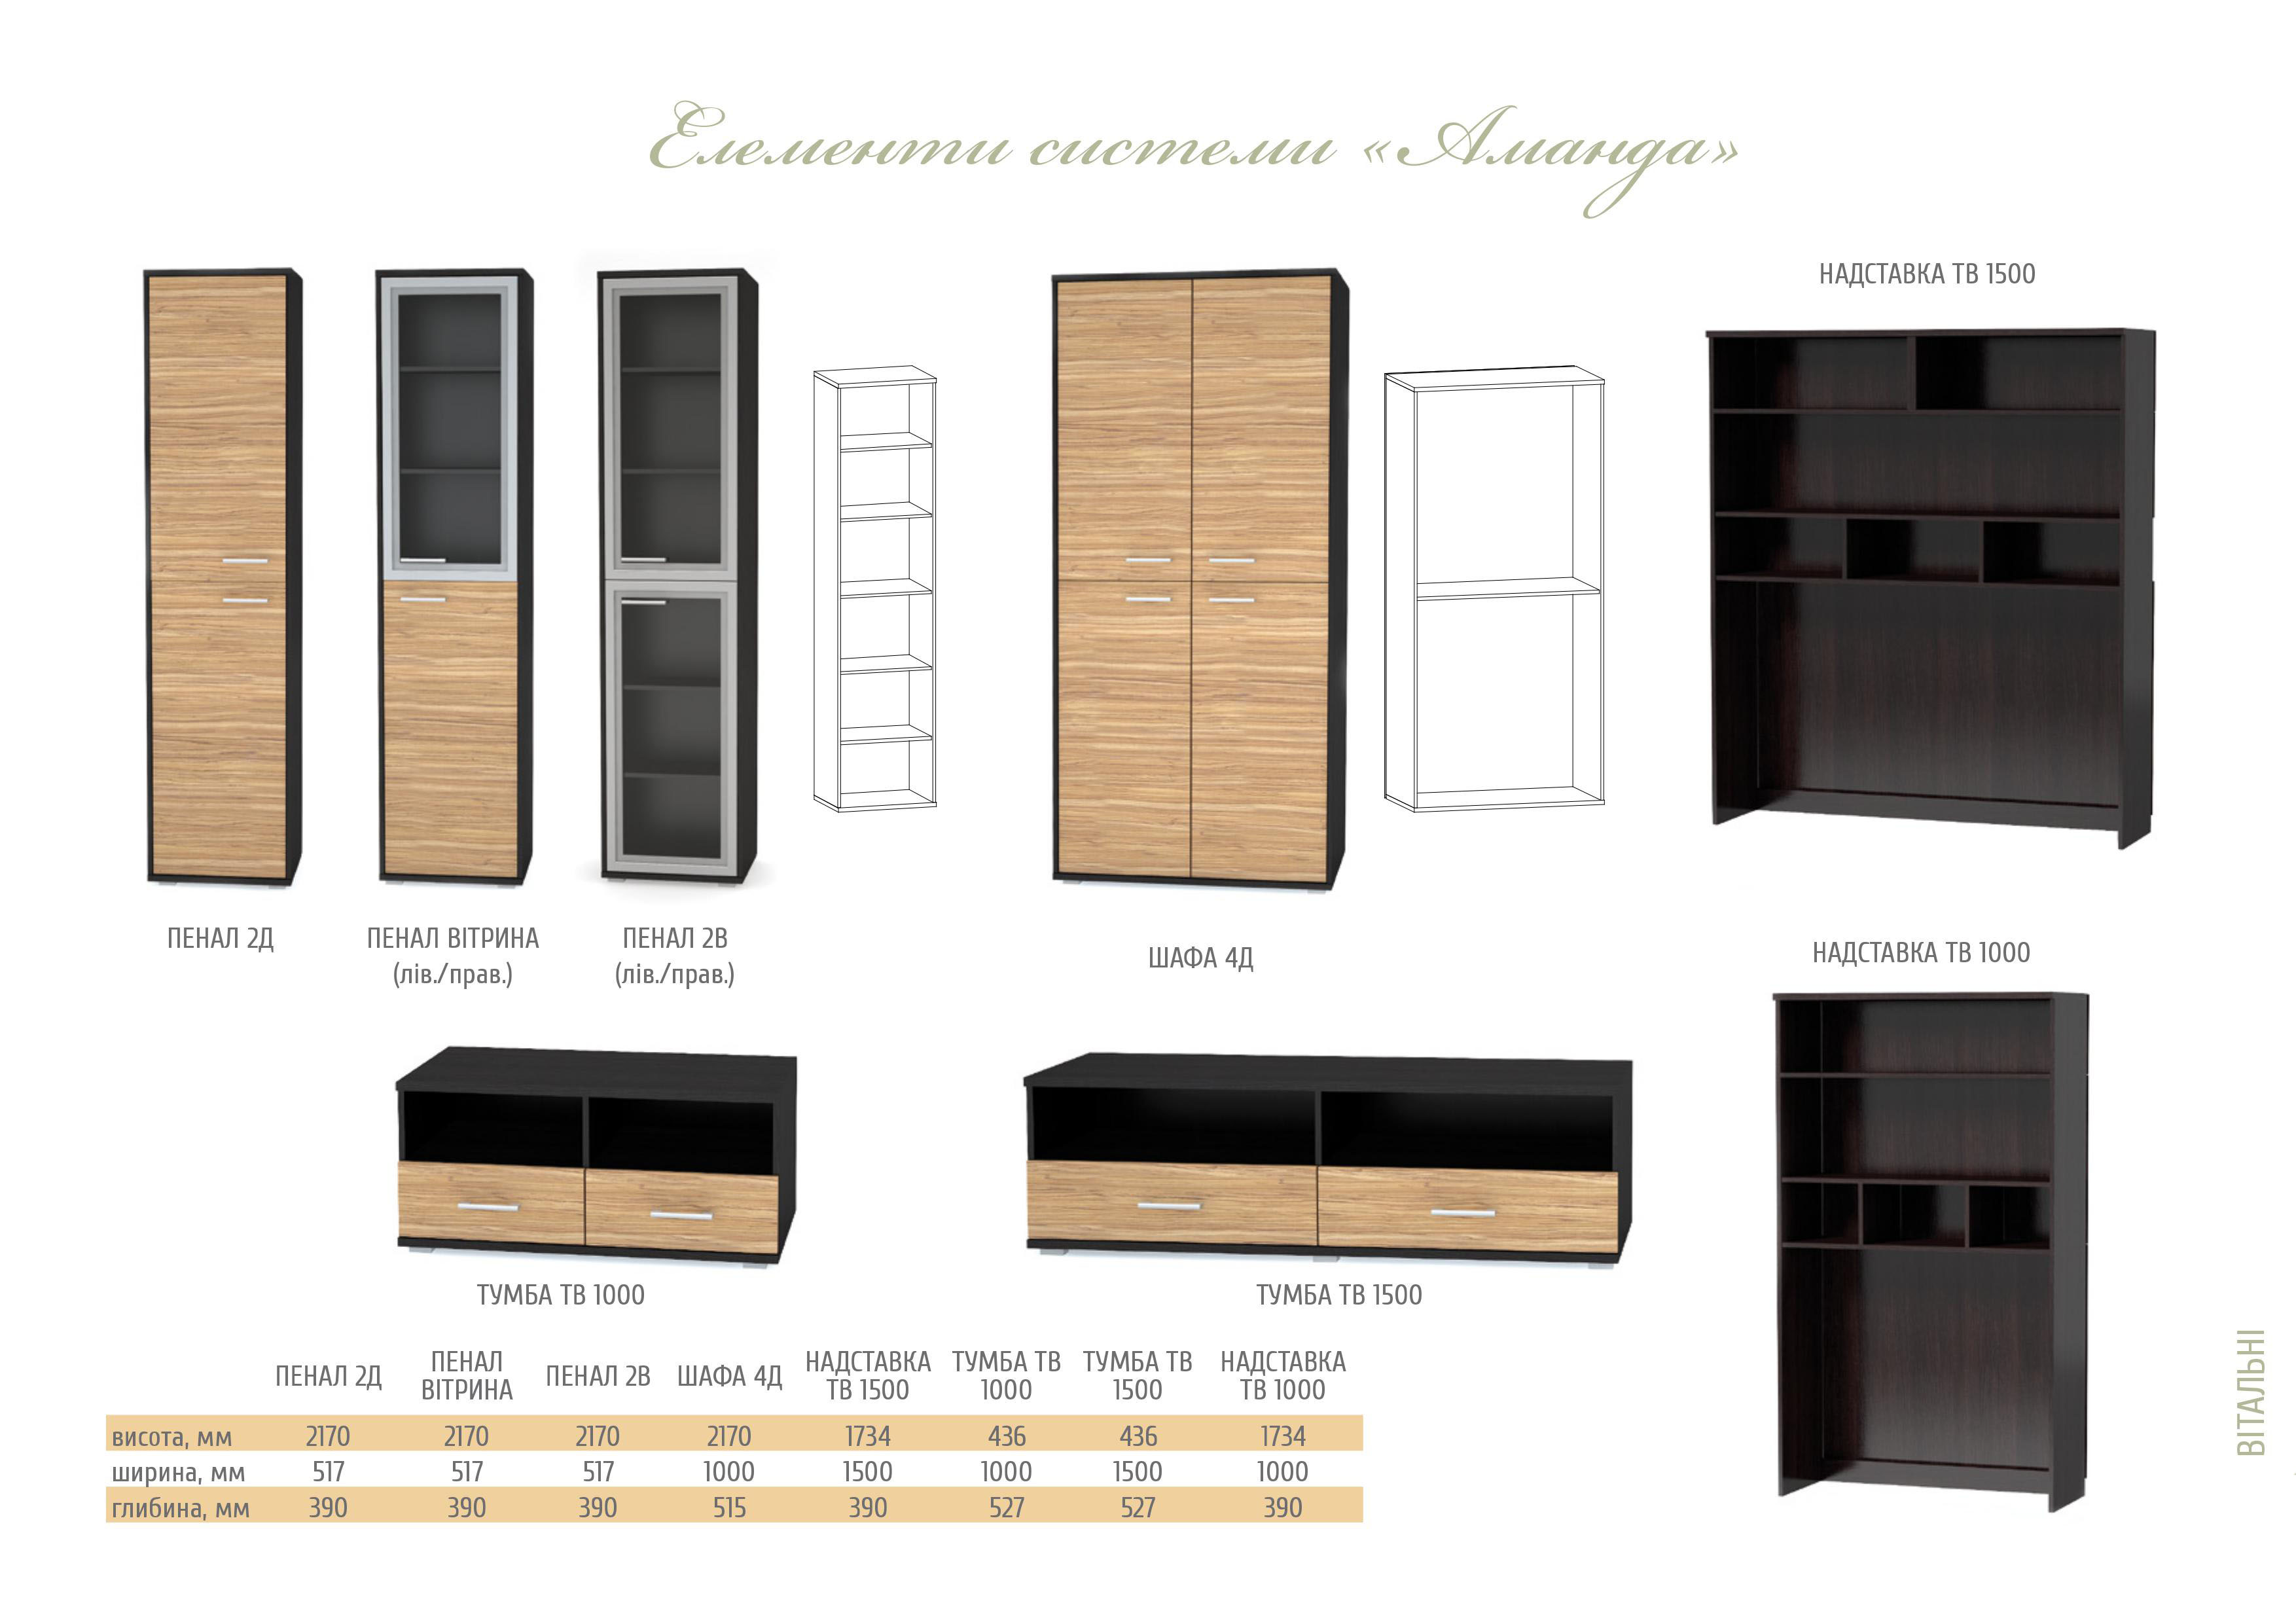 Елементи системи «Аманда»
НАДСТАВКА ТВ 1500
ПЕНАЛ 2Д
ПЕНАЛ ВІТРИНА
(лів./прав.)
ПЕНАЛ 2В
(лів./прав.)
ШАФА 4Д
НАДСТАВКА ТВ 1000
ТУМБА ТВ 1000
ТУМБА ТВ 1500
ПЕНАЛ 2Д ПЕНАЛ ВІТРИНА ПЕНАЛ 2В ШАФА 4Д НАДСТАВКА ТВ 1500 ТУМБА ТВ 1000 ТУМБА ТВ 1500 НАДСТАВКА ТВ 1000
висота, мм 2170 2170 2170 2170 1734 436 436 1734
ширина, мм 517 517 517 1000 1500 1000 1500 1000
глибина, мм 390 390 390 515 390 527 527 390
ВІТАЛЬНІ